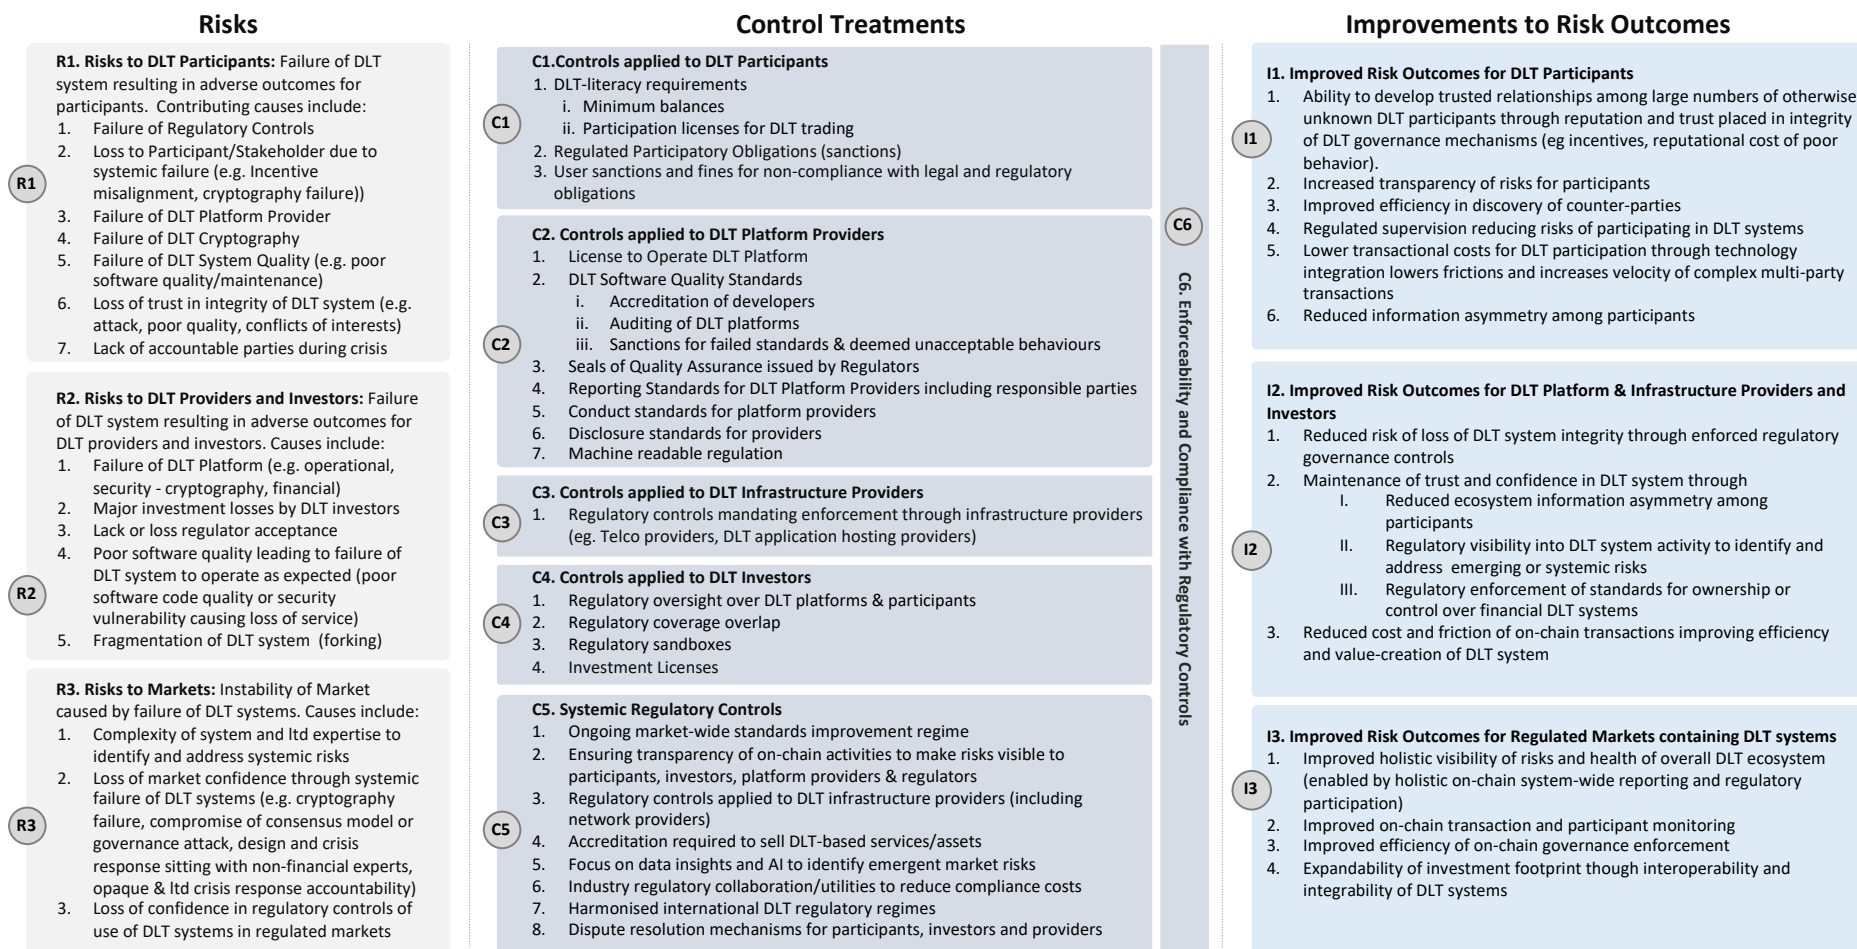 Risks
R1. Risks to DLT Participants: Failure of DLT
system resulting in adverse outcomes for
participants. Contributing causes include:
1. Failure of Regulatory Controls
2. Loss to Participant/Stakeholder due to
systemic failure (e.g. Incentive
misalignment, cryptography failure))
3. Failure of DLT Platform Provider
4. Failure of DLT Cryptography
5. Failure of DLT System Quality (e.g. poor
software quality/maintenance)
6. Loss of trust in integrity of DLT system (e.g.
attack, poor quality, conflicts of interests)
7. Lack of accountable parties during crisis
R1
R2. Risks to DLT Providers and Investors: Failure
of DLT system resulting in adverse outcomes for
DLT providers and investors. Causes include:
1. Failure of DLT Platform (e.g. operational,
security - cryptography, financial)
2. Major investment losses by DLT investors
3. Lack or loss regulator acceptance
4. Poor software quality leading to failure of
DLT system to operate as expected (poor
software code quality or security
vulnerability causing loss of service)
5. Fragmentation of DLT system (forking)
R2
R3. Risks to Markets: Instability of Market
caused by failure of DLT systems. Causes include:
1. Complexity of system and ltd expertise to
identify and address systemic risks
2. Loss of market confidence through systemic
failure of DLT systems (e.g. cryptography
failure, compromise of consensus model or
governance attack, design and crisis
response sitting with non-financial experts,
opaque & ltd crisis response accountability)
3. Loss of confidence in regulatory controls of
use of DLT systems in regulated markets
R3
Control Treatments
C1.Controls applied to DLT Participants
1. DLT-literacy requirements
i. Minimum balances
ii. Participation licenses for DLT trading
2. Regulated Participatory Obligations (sanctions)
3. User sanctions and fines for non-compliance with legal and regulatory
obligations
C1
C2. Controls applied to DLT Platform Providers
1. License to Operate DLT Platform
2. DLT Software Quality Standards
i. Accreditation of developers
ii. Auditing of DLT platforms
iii. Sanctions for failed standards & deemed unacceptable behaviours
3. Seals of Quality Assurance issued by Regulators
4. Reporting Standards for DLT Platform Providers including responsible parties
5. Conduct standards for platform providers
6. Disclosure standards for providers
7. Machine readable regulation
C2
C3. Controls applied to DLT Infrastructure Providers
1. Regulatory controls mandating enforcement through infrastructure providers
(eg. Telco providers, DLT application hosting providers)
C3
C4. Controls applied to DLT Investors
1. Regulatory oversight over DLT platforms & participants
2. Regulatory coverage overlap
3. Regulatory sandboxes
4. Investment Licenses
C4
C5. Systemic Regulatory Controls
1. Ongoing market-wide standards improvement regime
2. Ensuring transparency of on-chain activities to make risks visible to
participants, investors, platform providers & regulators
3. Regulatory controls applied to DLT infrastructure providers (including
network providers)
4. Accreditation required to sell DLT-based services/assets
5. Focus on data insights and AI to identify emergent market risks
6. Industry regulatory collaboration/utilities to reduce compliance costs
7. Harmonised international DLT regulatory regimes
8. Dispute resolution mechanisms for participants, investors and providers
C5
C6
C6. Enforceability and Compliance with Regulatory Controls
Improvements to Risk Outcomes
I1. Improved Risk Outcomes for DLT Participants
1. Ability to develop trusted relationships among large numbers of otherwise
unknown DLT participants through reputation and trust placed in integrity
of DLT governance mechanisms (eg incentives, reputational cost of poor
behavior).
2. Increased transparency of risks for participants
3. Improved efficiency in discovery of counter-parties
4. Regulated supervision reducing risks of participating in DLT systems
5. Lower transactional costs for DLT participation through technology
integration lowers frictions and increases velocity of complex multi-party
transactions
6. Reduced information asymmetry among participants
I1
I2. Improved Risk Outcomes for DLT Platform & Infrastructure Providers and
Investors
1. Reduced risk of loss of DLT system integrity through enforced regulatory
governance controls
2. Maintenance of trust and confidence in DLT system through
I. Reduced ecosystem information asymmetry among
participants
II. Regulatory visibility into DLT system activity to identify and
address emerging or systemic risks
III. Regulatory enforcement of standards for ownership or
control over financial DLT systems
3. Reduced cost and friction of on-chain transactions improving efficiency
and value-creation of DLT system
I2
I3. Improved Risk Outcomes for Regulated Markets containing DLT systems
1. Improved holistic visibility of risks and health of overall DLT ecosystem
(enabled by holistic on-chain system-wide reporting and regulatory
participation)
2. Improved on-chain transaction and participant monitoring
3. Improved efficiency of on-chain governance enforcement
4. Expandability of investment footprint though interoperability and
integrability of DLT systems
I3